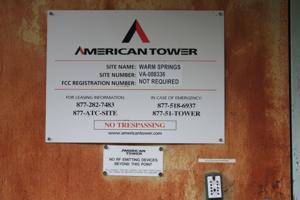 AMERICAN TOWER
SITE NAME: WARM SPRINGS
SITE NUMBER: VA-088336
FCC REGISTRATION NUMBER: NOT REQUIRED
FOR LEASING INFORMATION: IN CASE OF EMERGENCY:
877-282-7483 877-518-6937
877-ATC-SITE 877-51-TOWER
NO TRESPASSING
www.americantower.com
AMERICAN TOWER
NO RF EMITTING DEVICES
BEYOND THIS POINT